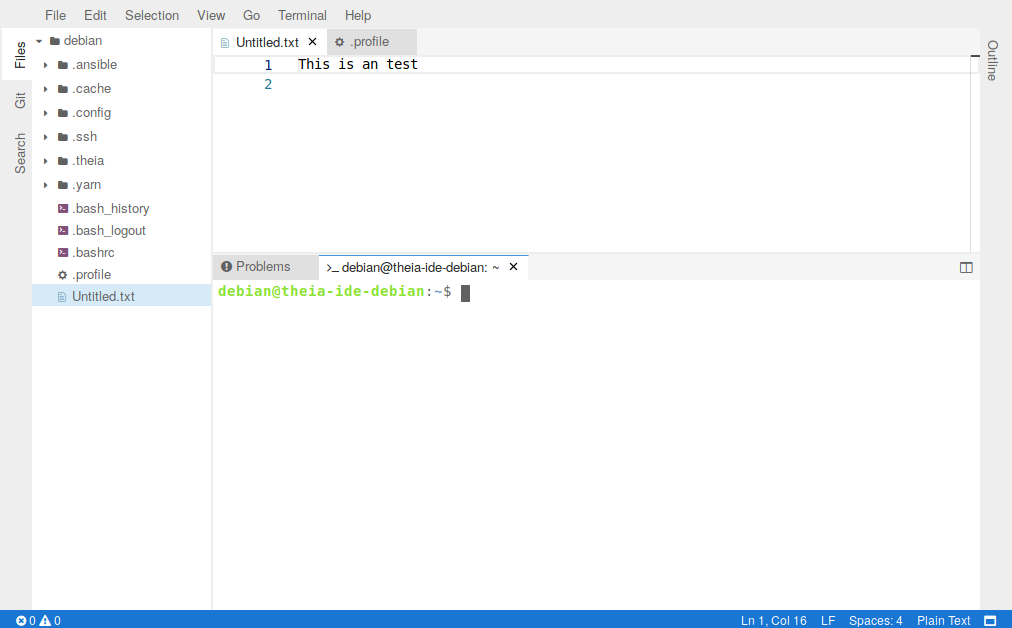 File Edit Selection View Go Terminal Help
Files
Git
Search
debian
.ansible
.cache
.config
.ssh
.theia
.yarn
.bash_history
.bash_logout
.bashrc
.profile
Untitled.txt
Untitled.txt .profile
1 This is an test
2
Outline
Problems >_ debian@theia-ide-debian: ~
debian@theia-ide-debian:~$
0 0 Ln 1, Col 16 LF Spaces: 4 Plain Text